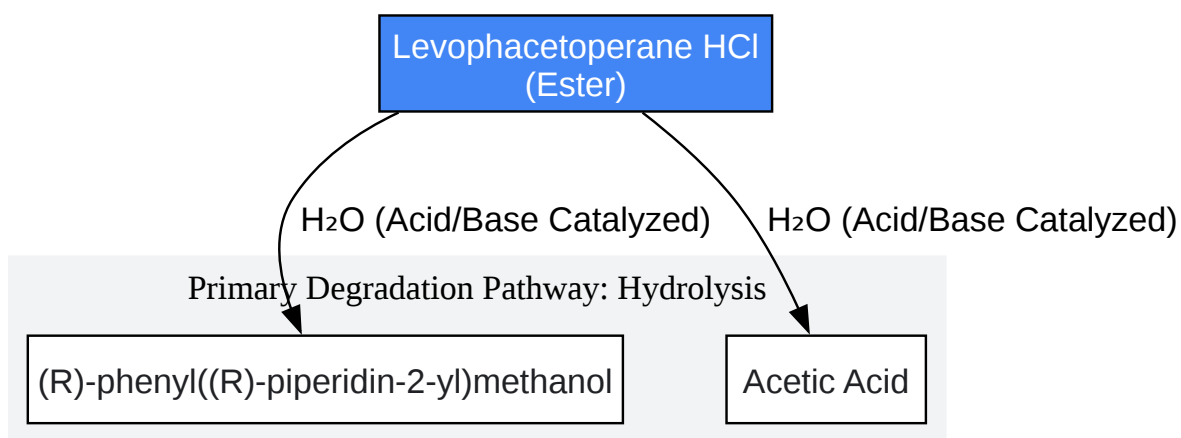 Levophacetoperane HCl
(Ester)
H₂O (Acid/Base Catalyzed)
H₂O (Acid/Base Catalyzed)
Primary Degradation Pathway: Hydrolysis
(R)-phenyl((R)-piperidin-2-yl)methanol
Acetic Acid